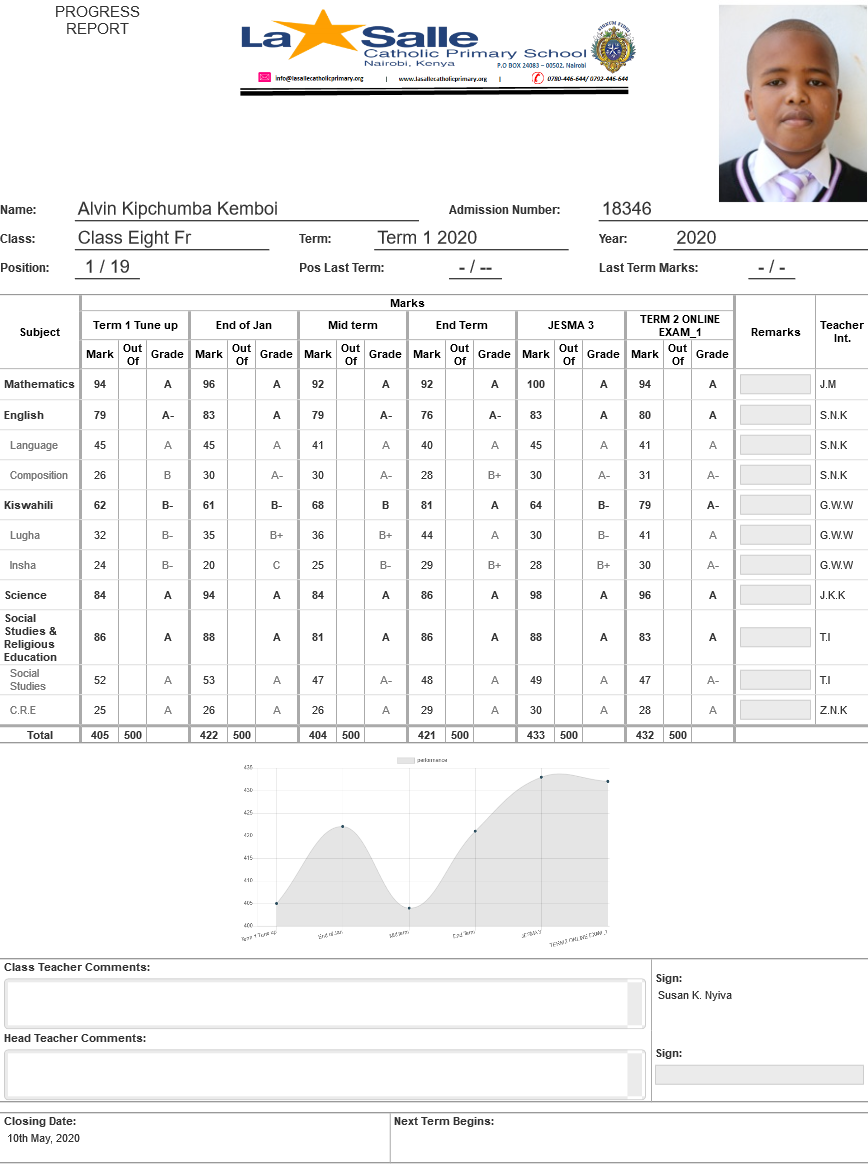 PROGRESS
REPORT
La Salle
Catholic Primary School
Nairobi, Kenya
P.O BOX 24083 – 00502, Nairobi
info@lasallecatholicprimary.org | www.lasallecatholicprimary.org | 0780-446-644/ 0792-446-644
Name: Alvin Kipchumba Kemboi Admission Number: 18346
Class: Class Eight Fr Term: Term 1 2020 Year: 2020
Position: 1 / 19 Pos Last Term: - / -- Last Term Marks: - / -
Marks
Subject Term 1 Tune up End of Jan Mid term End Term JESMA 3 TERM 2 ONLINE EXAM_1 Remarks Teacher Int.
Mark Out Of Grade Mark Out Of Grade Mark Out Of Grade Mark Out Of Grade Mark Out Of Grade Mark Out Of Grade
Mathematics 94 A 96 A 92 A 92 A 100 A 94 A J.M
English 79 A- 83 A 79 A- 76 A- 83 A 80 A S.N.K
Language 45 A 45 A 41 A 40 A 45 A 41 A S.N.K
Composition 26 B 30 A- 30 A- 28 B+ 30 A- 31 A- S.N.K
Kiswahili 62 B- 61 B- 68 B 81 A 64 B- 79 A- G.W.W
Lugha 32 B- 35 B+ 36 B+ 44 A 30 B- 41 A G.W.W
Insha 24 B- 20 C 25 B- 29 B+ 28 B+ 30 A- G.W.W
Science 84 A 94 A 84 A 86 A 98 A 96 A J.K.K
Social Studies & Religious Education 86 A 88 A 81 A 86 A 88 A 83 A T.I
Social Studies 52 A 53 A 47 A- 48 A 49 A 47 A- T.I
C.R.E 25 A 26 A 26 A 29 A 30 A 28 A Z.N.K
Total 405 500 422 500 404 500 421 500 433 500 432 500
performance
435
430
425
420
415
410
405
400
Term 1 Tune up End of Jan Mid term End Term JESMA 3 TERM 2 ONLINE EXAM_1
Class Teacher Comments:
Sign:
Susan K. Nyiva
Head Teacher Comments:
Sign:
Closing Date: Next Term Begins:
10th May, 2020